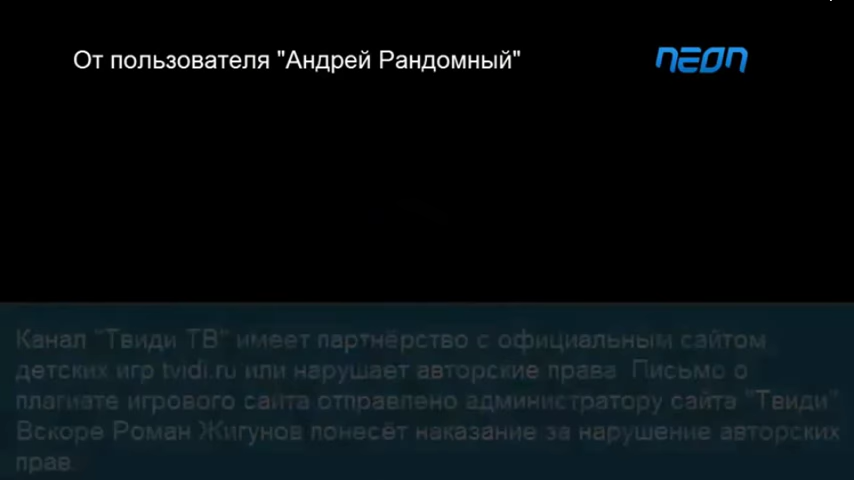 От пользователя "Андрей Рандомный"
neon
Канал "Твиди ТВ" имеет партнёрство с официальным сайтом
детских игр tvidi.ru или нарушает авторские права. Письмо о
плагиате игрового сайта отправлено администратору сайта "Твиди"
Вскоре Роман Жигунов понесёт наказание за нарушение авторских
прав.